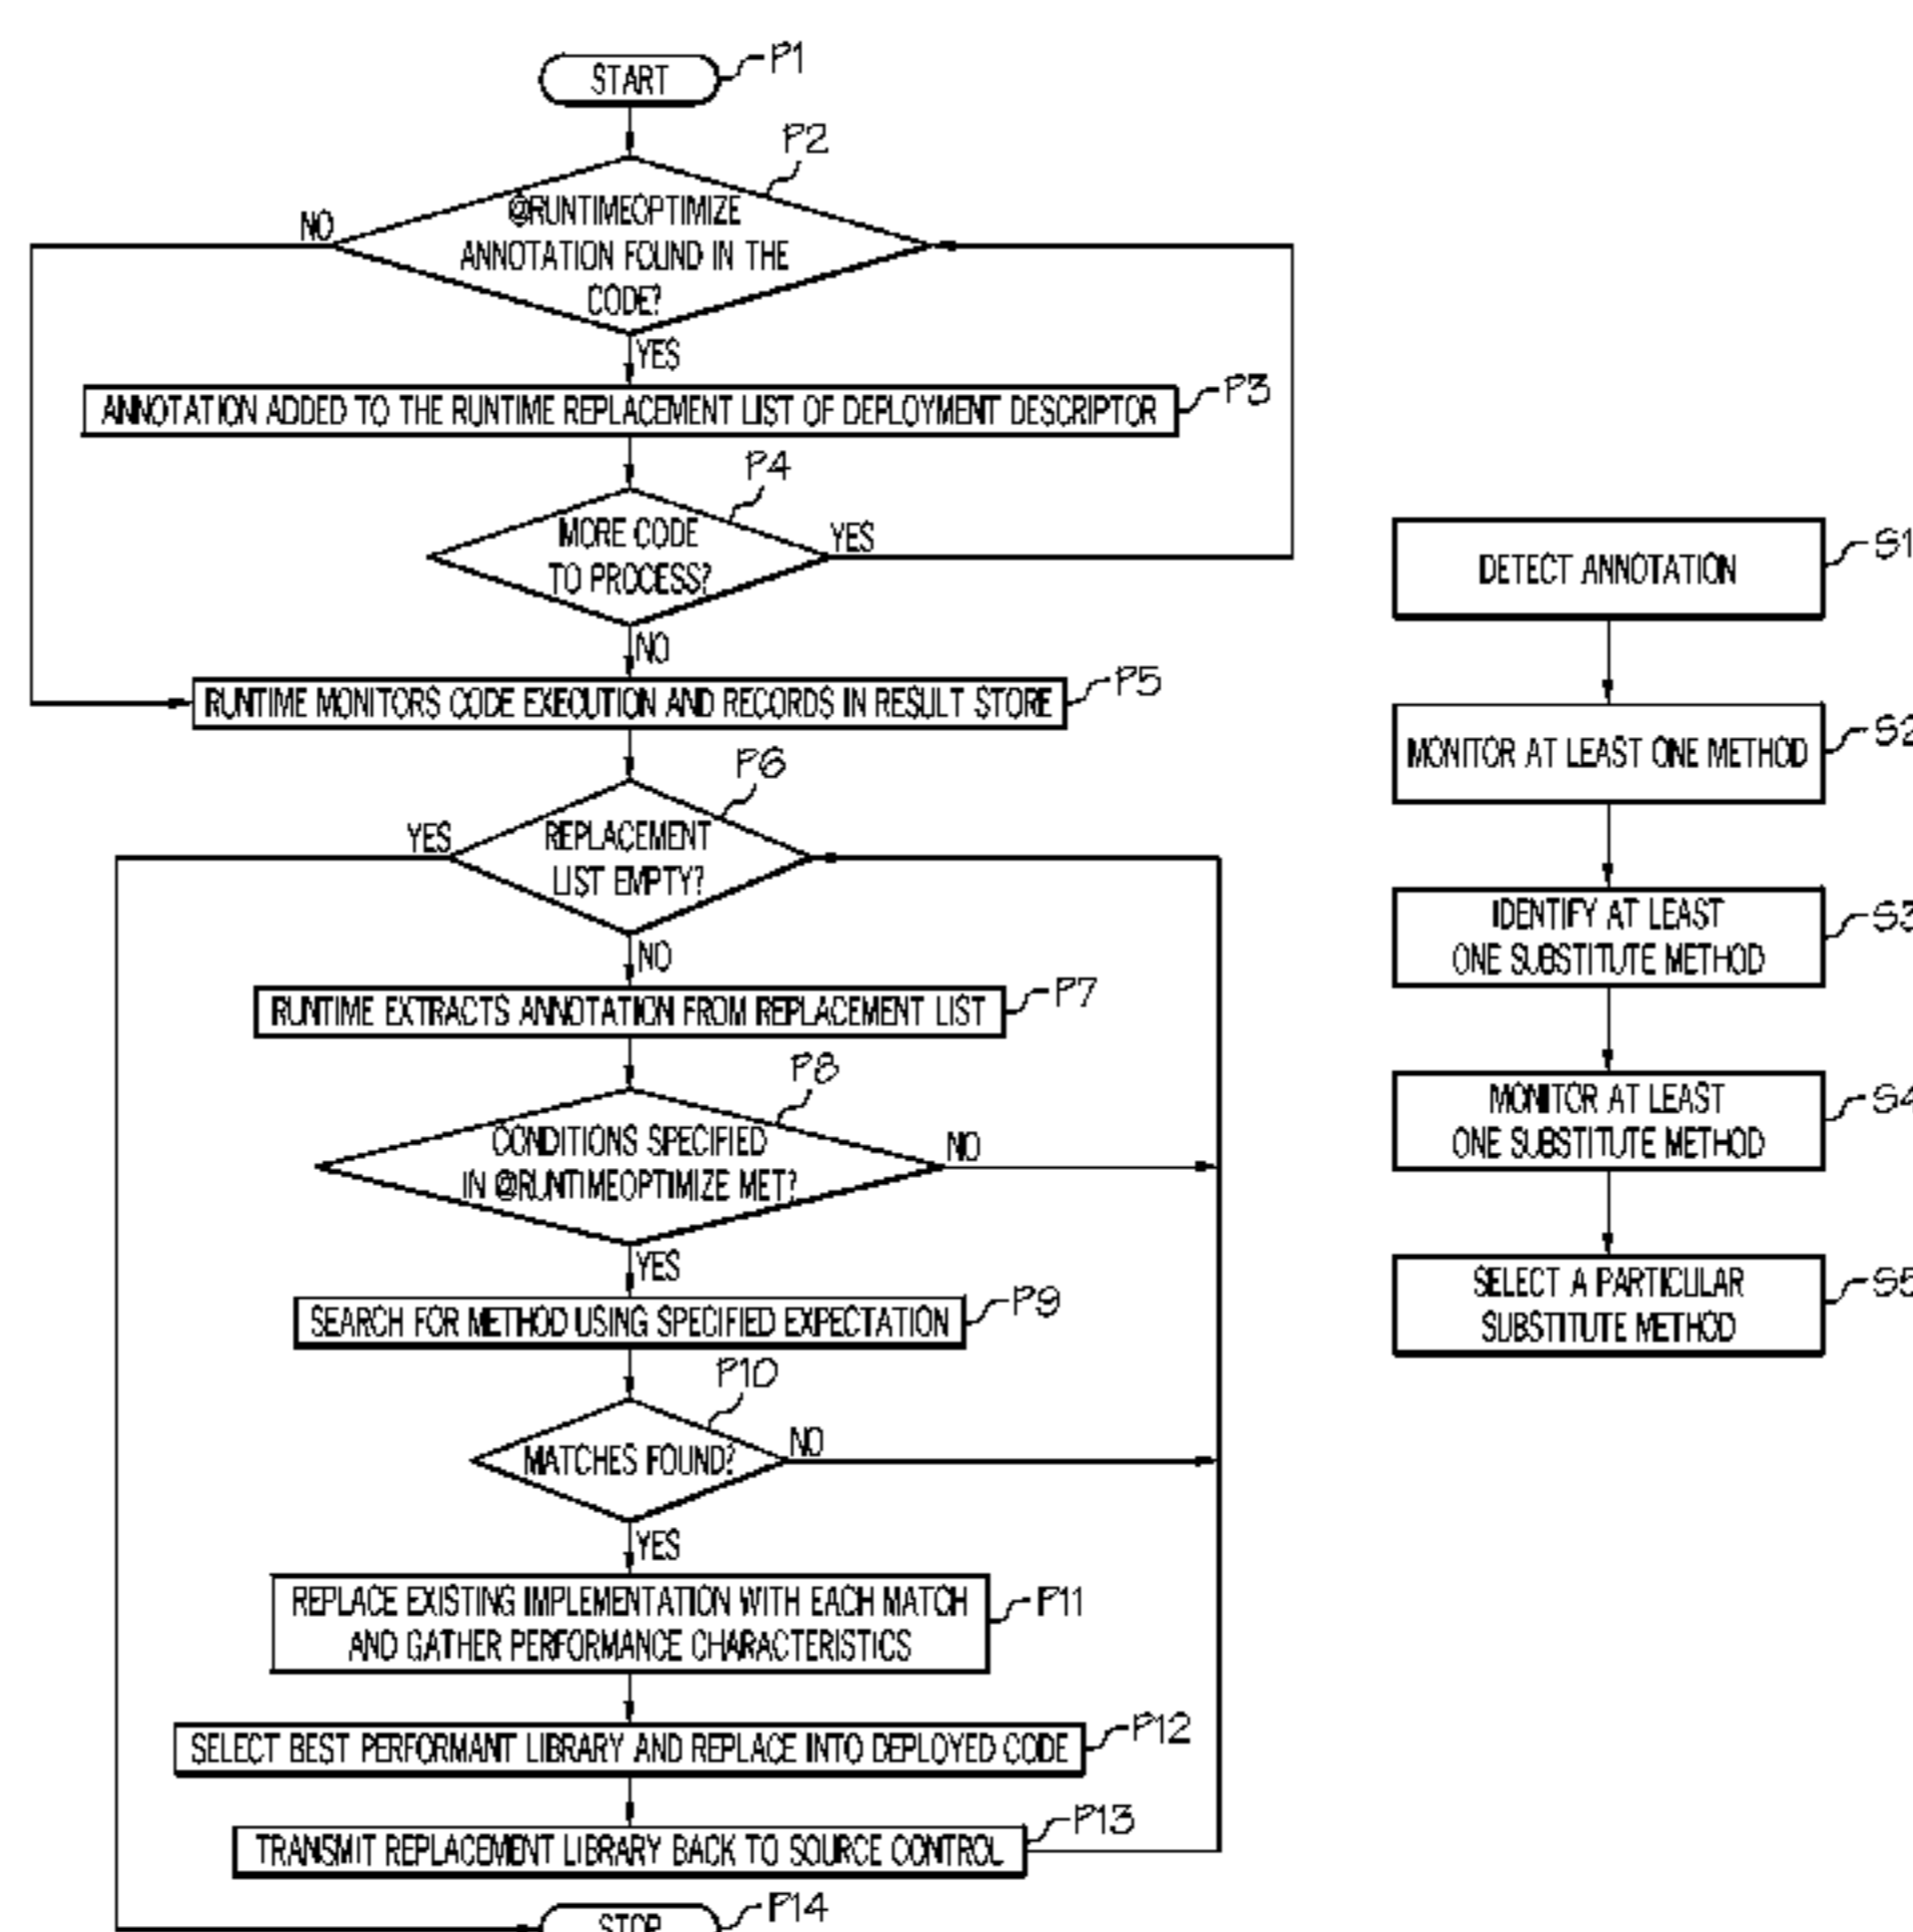 START
P1
P2
@RUNTIMEOPTIMIZE
ANNOTATION FOUND IN THE
CODE?
NO
YES
ANNOTATION ADDED TO THE RUNTIME REPLACEMENT LIST OF DEPLOYMENT DESCRIPTOR
P3
P4
MORE CODE
TO PROCESS?
YES
NO
RUNTIME MONITORS CODE EXECUTION AND RECORDS IN RESULT STORE
P5
P6
REPLACEMENT
LIST EMPTY?
YES
NO
RUNTIME EXTRACTS ANNOTATION FROM REPLACEMENT LIST
P7
P8
CONDITIONS SPECIFIED
IN @RUNTIMEOPTIMIZE MET?
NO
YES
SEARCH FOR METHOD USING SPECIFIED EXPECTATION
P9
P10
MATCHES FOUND?
NO
YES
REPLACE EXISTING IMPLEMENTATION WITH EACH MATCH
AND GATHER PERFORMANCE CHARACTERISTICS
P11
SELECT BEST PERFORMANT LIBRARY AND REPLACE INTO DEPLOYED CODE
P12
TRANSMIT REPLACEMENT LIBRARY BACK TO SOURCE CONTROL
P13
STOP
P14
DETECT ANNOTATION
S1
MONITOR AT LEAST ONE METHOD
S2
IDENTIFY AT LEAST
ONE SUBSTITUTE METHOD
S3
MONITOR AT LEAST
ONE SUBSTITUTE METHOD
S4
SELECT A PARTICULAR
SUBSTITUTE METHOD
S5